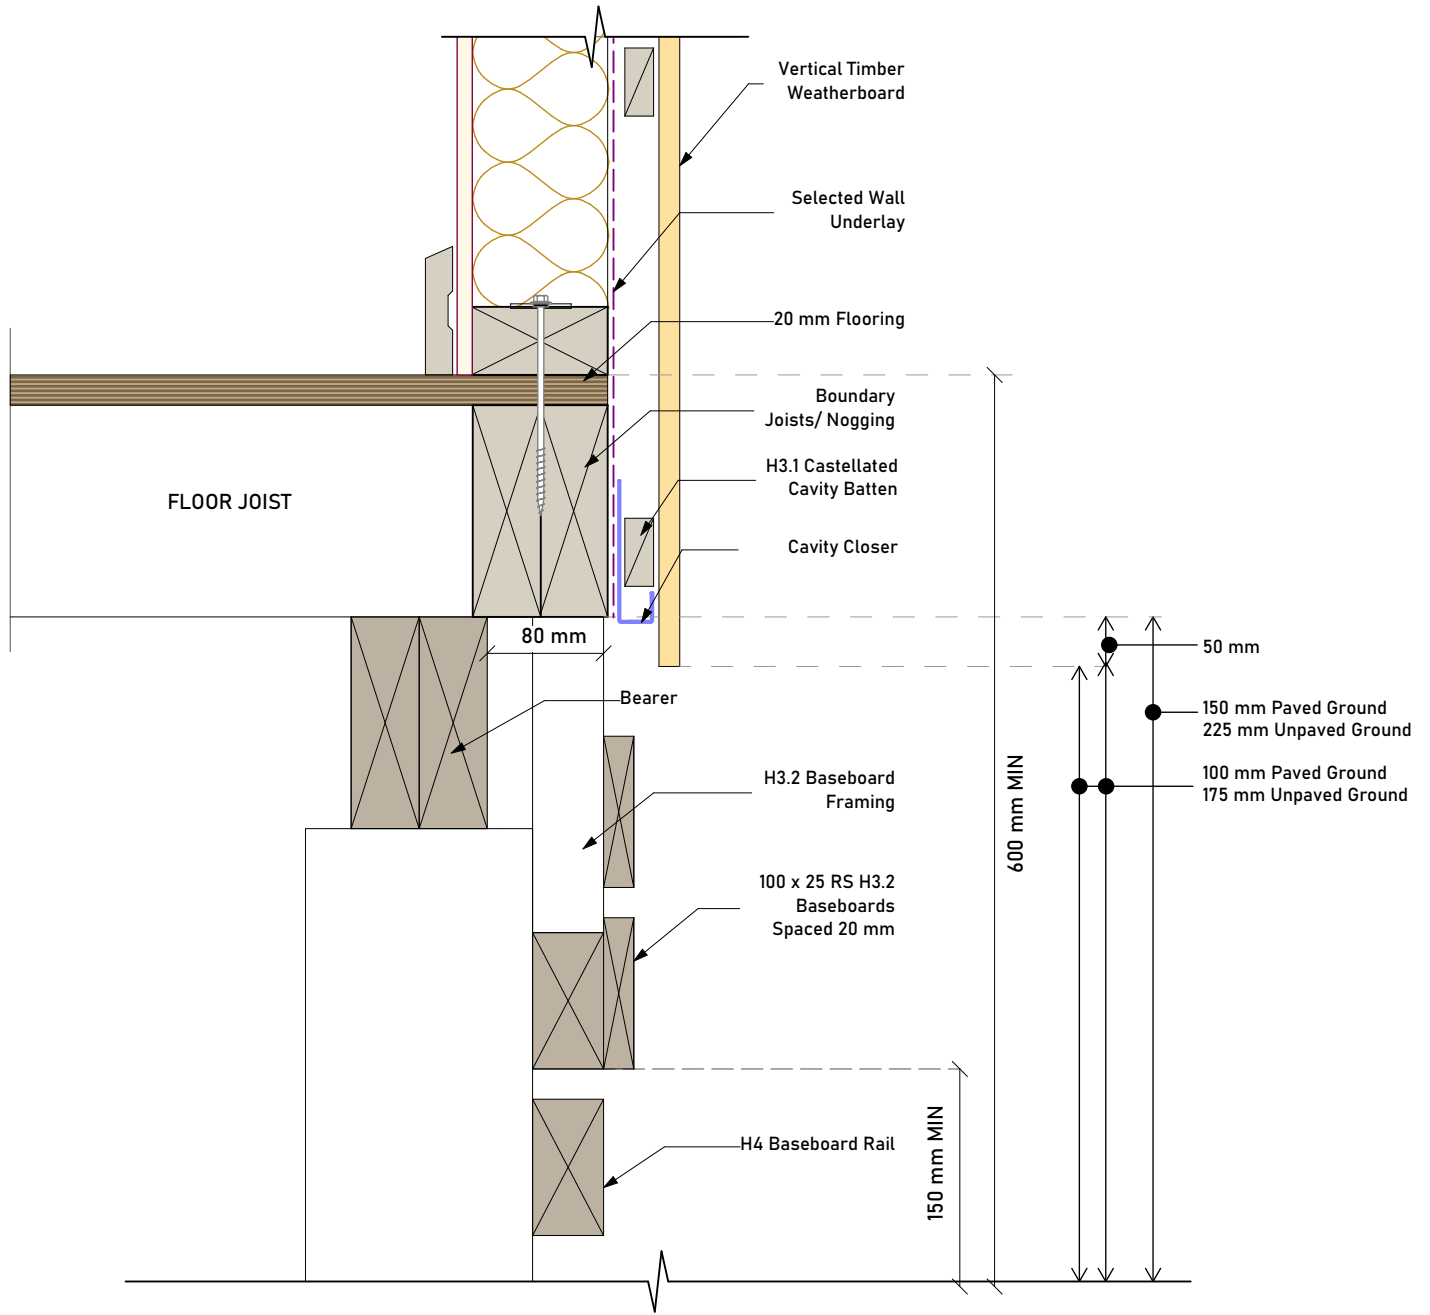 Vertical Timber
Weatherboard
Selected Wall
Underlay
20 mm Flooring
Boundary
Joists/ Nogging
H3.1 Castellated
Cavity Batten
FLOOR JOIST
Cavity Closer
80 mm
50 mm
Bearer
150 mm Paved Ground
225 mm Unpaved Ground
H3.2 Baseboard
Framing
100 mm Paved Ground
175 mm Unpaved Ground
600 mm MIN
100 x 25 RS H3.2
Baseboards
Spaced 20 mm
150 mm MIN
H4 Baseboard Rail